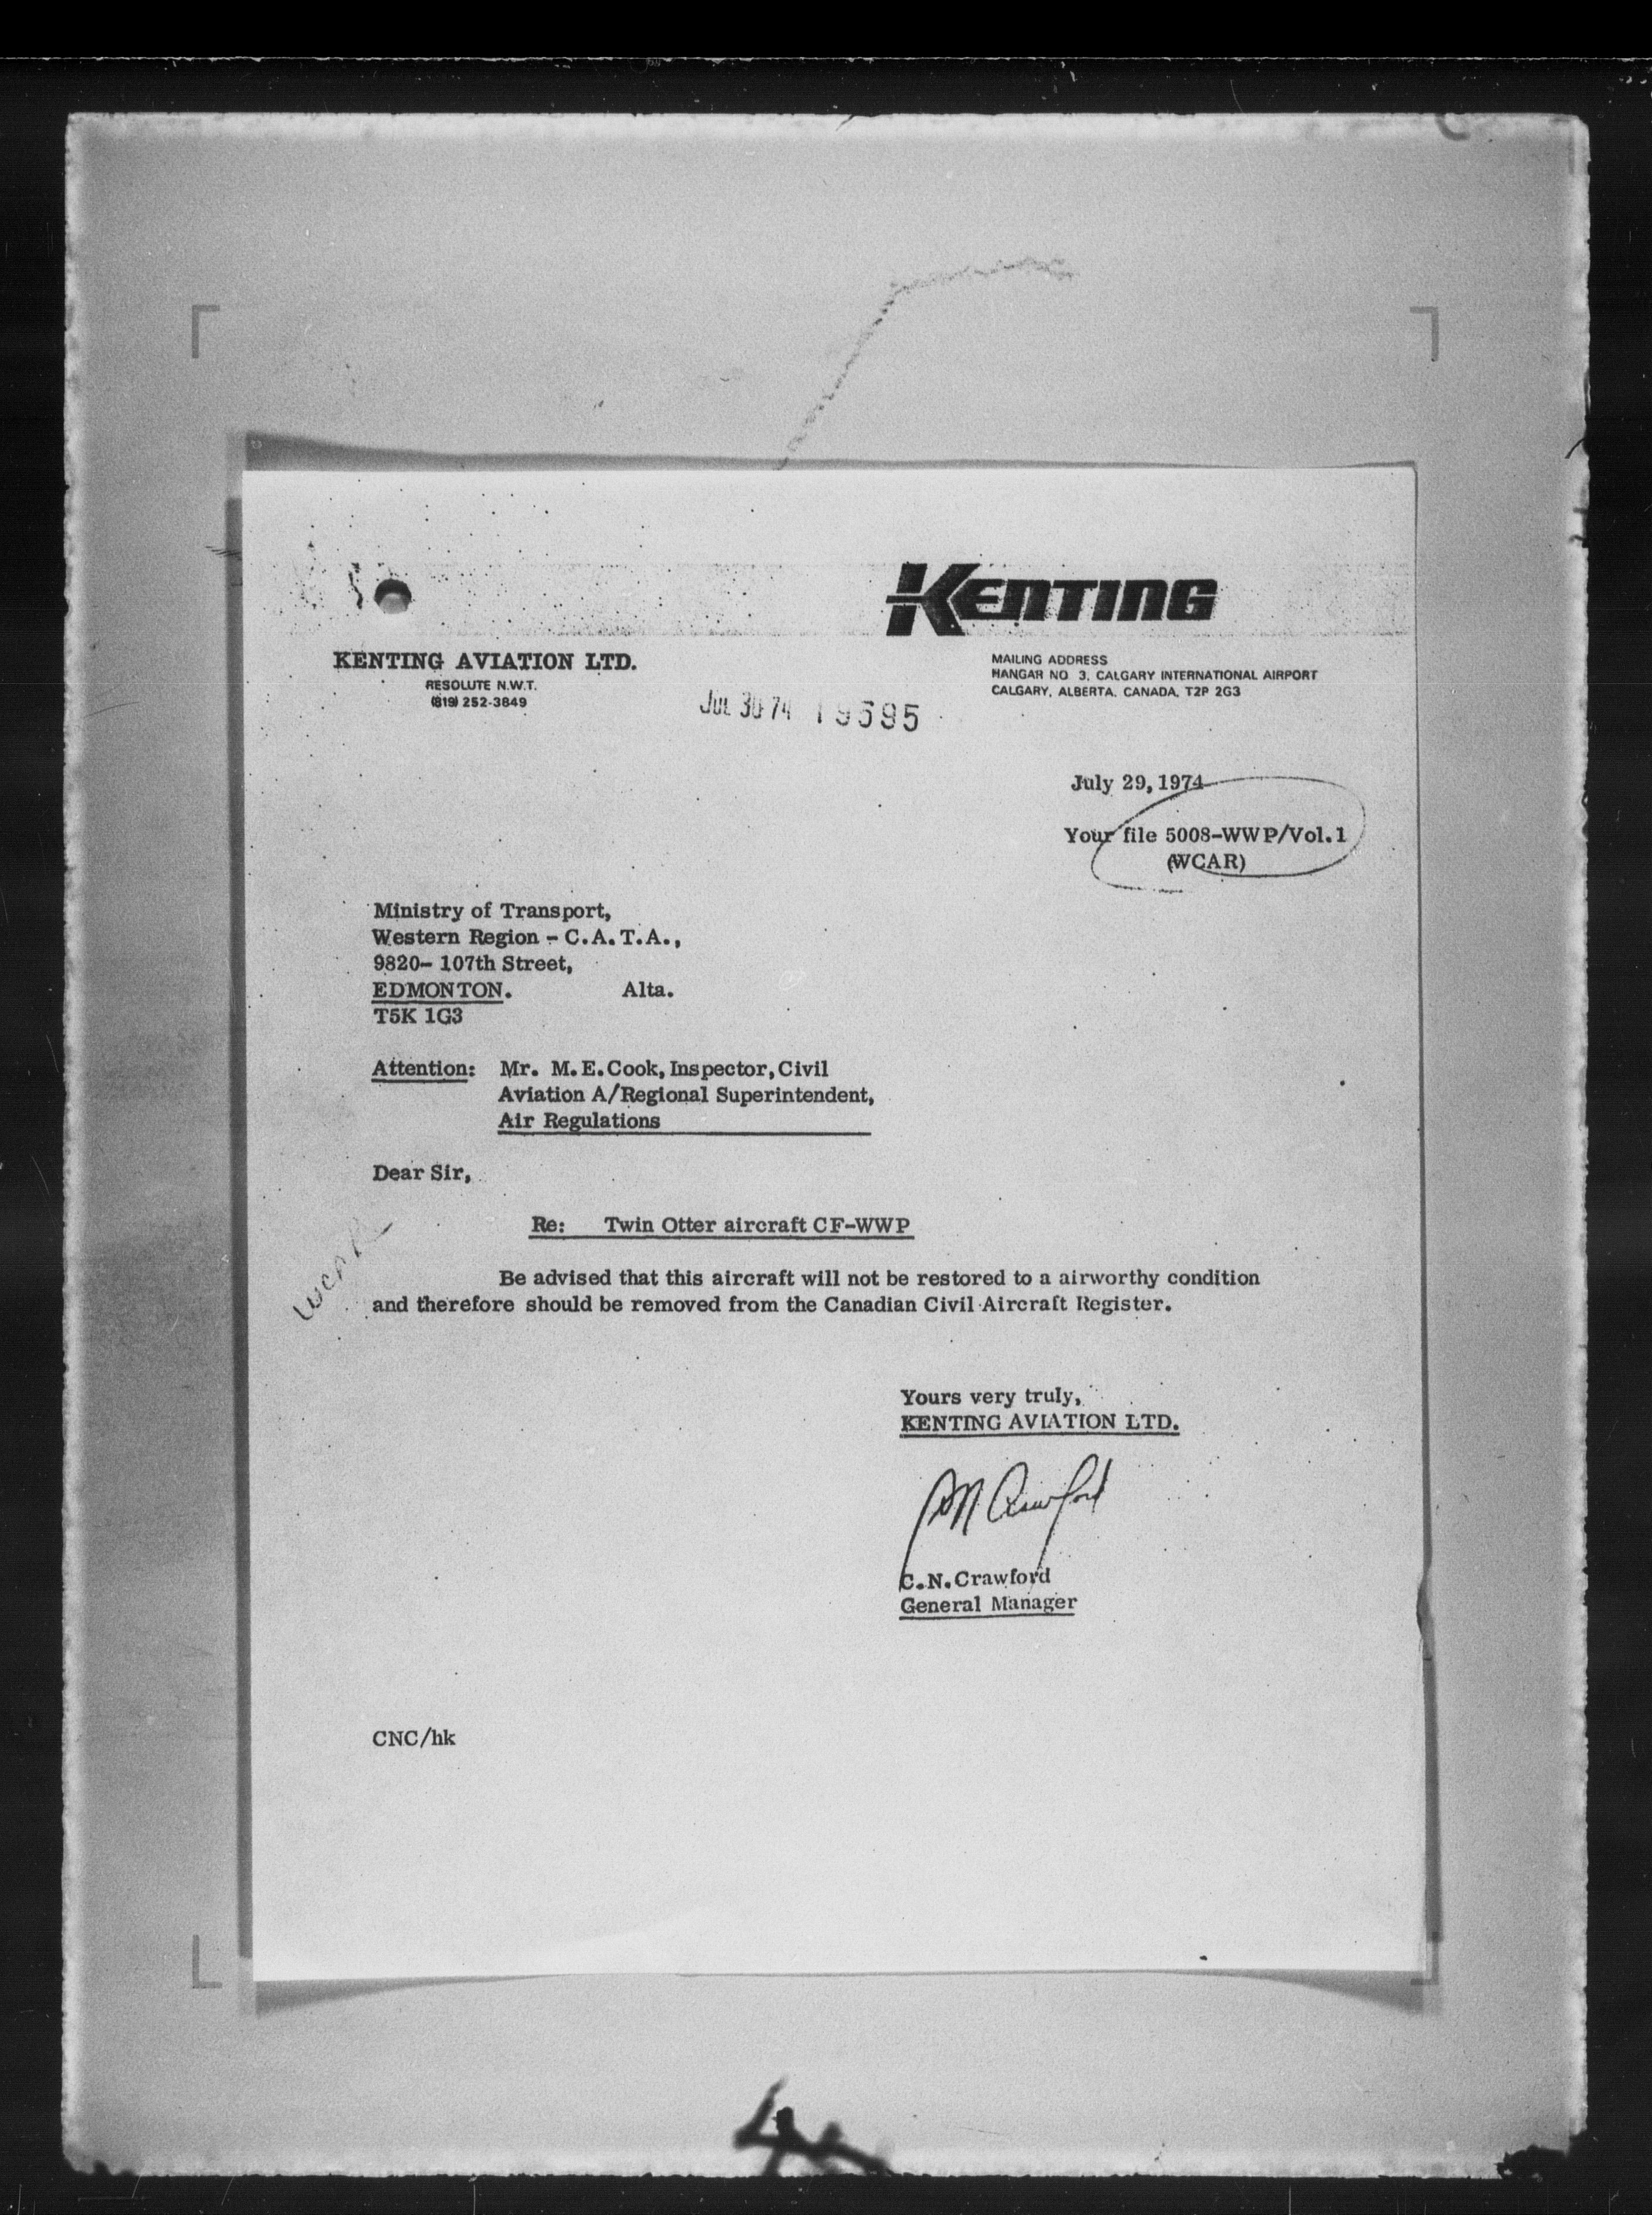 KENTING
KENTING AVIATION LTD.
RESOLUTE N.W.T.
(819) 252-3849
MAILING ADDRESS
HANGAR NO 3, CALGARY INTERNATIONAL AIRPORT
CALGARY, ALBERTA, CANADA, T2P 2G3
JUL 30 74 19595
July 29, 1974
Your file 5008-WWP/Vol.1
(WCAR)
Ministry of Transport,
Western Region - C.A.T.A.,
9820- 107th Street,
EDMONTON. Alta.
T5K 1G3
Attention: Mr. M.E.Cook, Inspector, Civil
Aviation A/Regional Superintendent,
Air Regulations
Dear Sir,
Re: Twin Otter aircraft CF-WWP
WCAR
Be advised that this aircraft will not be restored to a airworthy condition
and therefore should be removed from the Canadian Civil Aircraft Register.
Yours very truly,
KENTING AVIATION LTD.
CN Crawford
C.N.Crawford
General Manager
CNC/hk